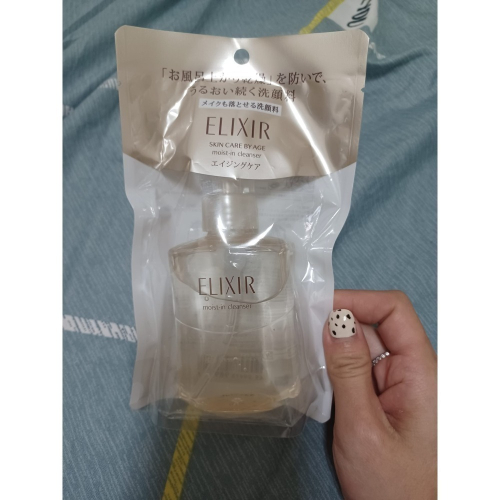 「お風呂上がり乾燥」を防いで、
うるおい続く洗顔料
メイクも落とせる洗顔料
ELIXIR
SKIN CARE BY AGE
moist-in cleanser
エイジングケア
ELIXIR
moist-in cleanser